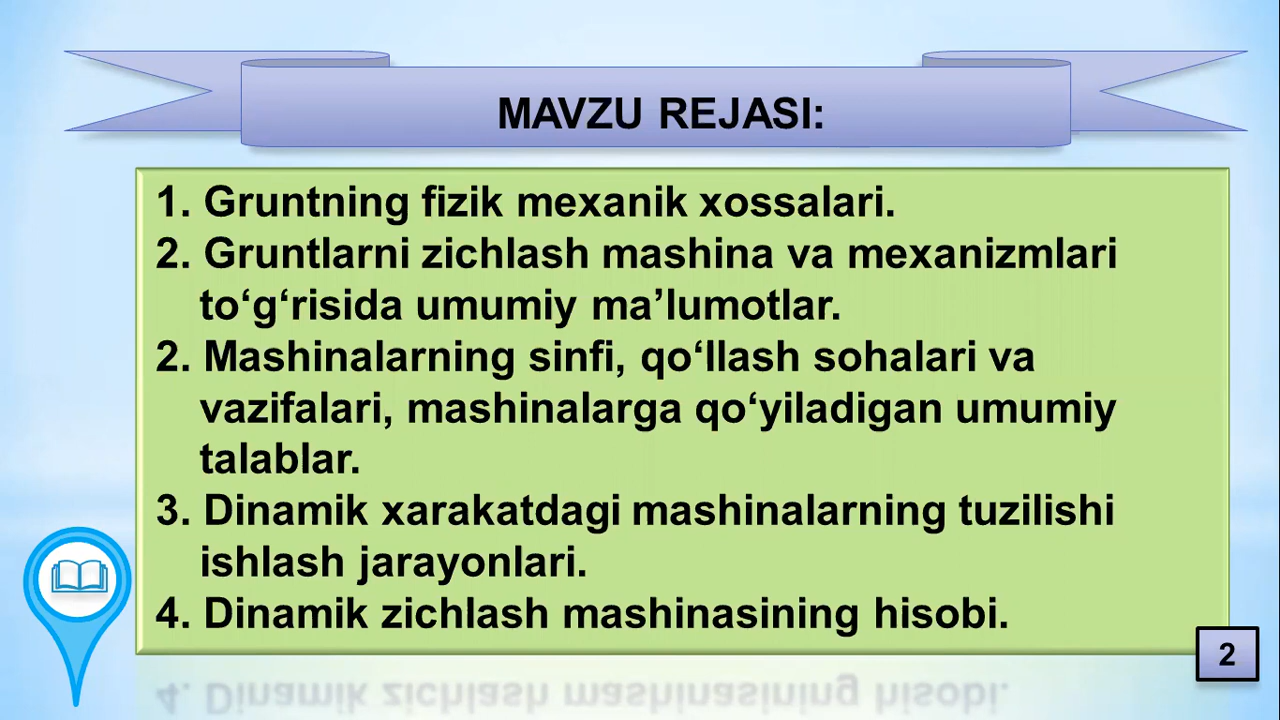 MAVZU REJASI:
1. Gruntning fizik mexanik xossalari.
2. Gruntlarni zichlash mashina va mexanizmlari
to‘g‘risida umumiy ma’lumotlar.
2. Mashinalarning sinfi, qo‘llash sohalari va
vazifalari, mashinalarga qo‘yiladigan umumiy
talablar.
3. Dinamik xarakatdagi mashinalarning tuzilishi
ishlash jarayonlari.
4. Dinamik zichlash mashinasining hisobi.
2